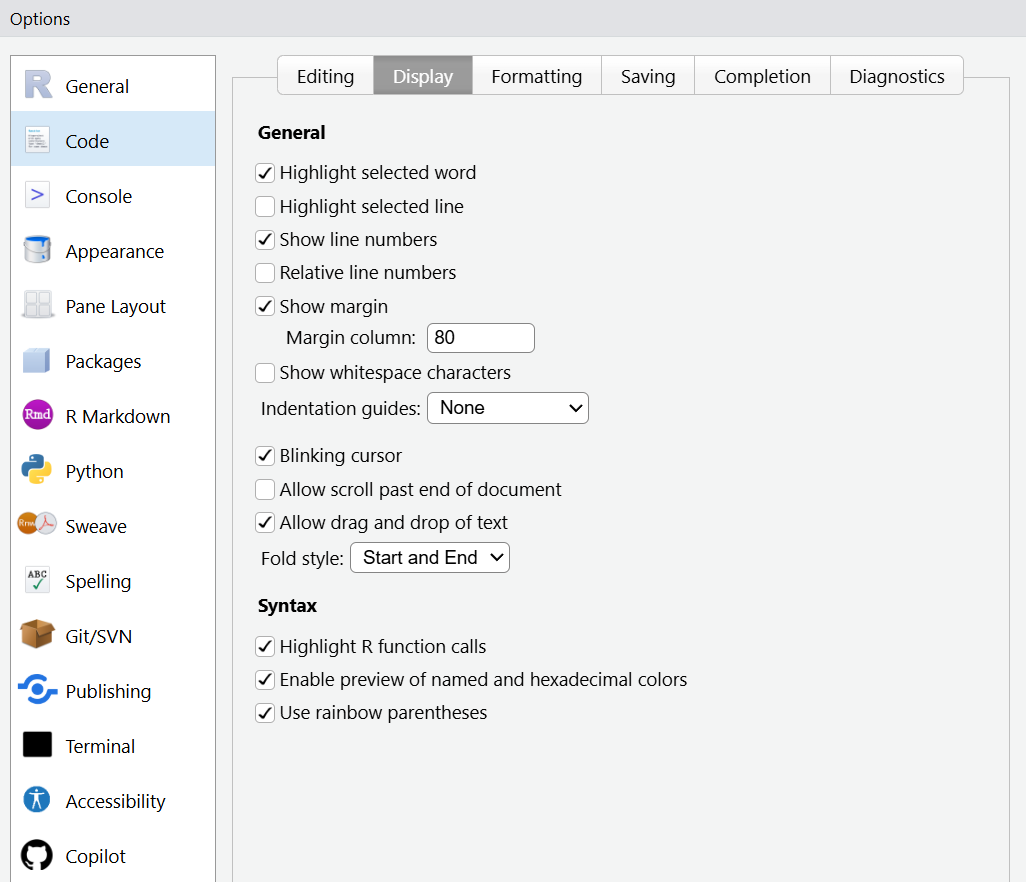 Options
General
Code
Console
Appearance
Pane Layout
Packages
Rmd R Markdown
Python
Rnw Sweave
ABC Spelling
Git/SVN
Publishing
Terminal
Accessibility
Copilot
Editing Display Formatting Saving Completion Diagnostics
General
Highlight selected word
Highlight selected line
Show line numbers
Relative line numbers
Show margin
Margin column: 80
Show whitespace characters
Indentation guides: None
Blinking cursor
Allow scroll past end of document
Allow drag and drop of text
Fold style: Start and End
Syntax
Highlight R function calls
Enable preview of named and hexadecimal colors
Use rainbow parentheses